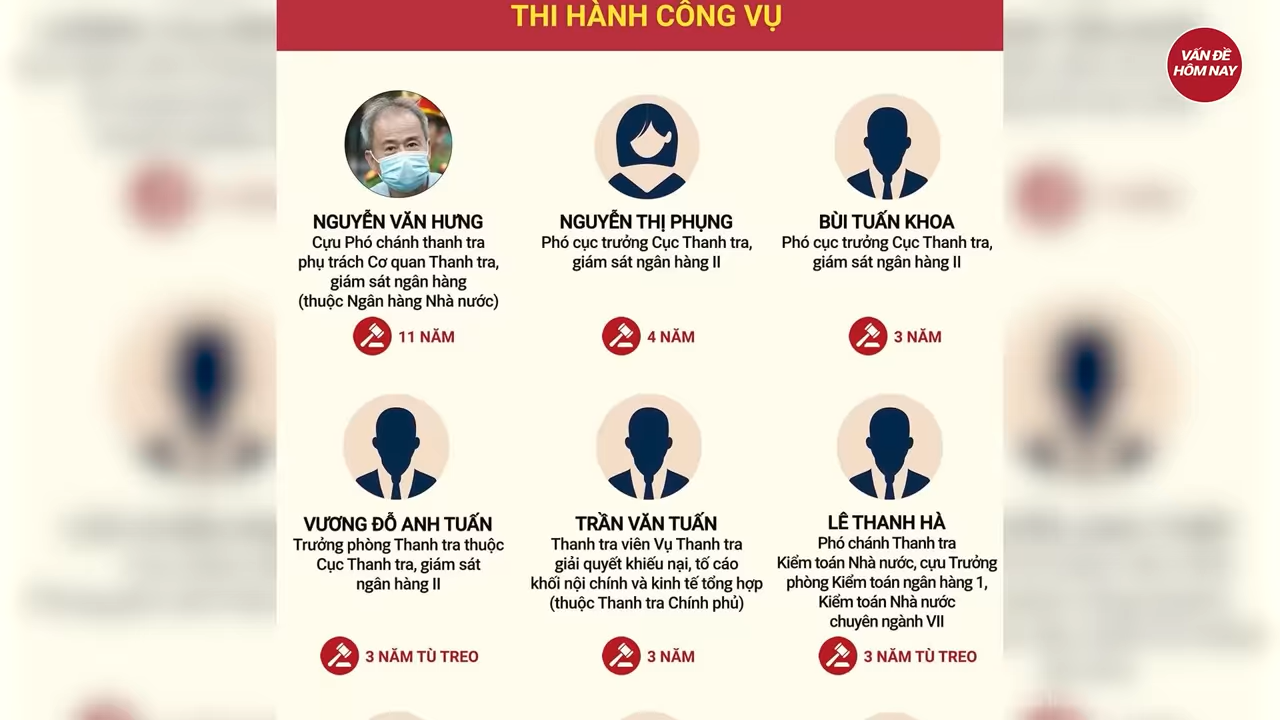 THI HÀNH CÔNG VỤ
VẤN ĐỀ
HÔM NAY
NGUYỄN VĂN HƯNG
Cựu Phó chánh thanh tra
phụ trách Cơ quan Thanh tra,
giám sát ngân hàng
(thuộc Ngân hàng Nhà nước)
11 NĂM
NGUYỄN THỊ PHỤNG
Phó cục trưởng Cục Thanh tra,
giám sát ngân hàng II
4 NĂM
BÙI TUẤN KHOA
Phó cục trưởng Cục Thanh tra,
giám sát ngân hàng II
3 NĂM
VƯƠNG ĐỖ ANH TUẤN
Trưởng phòng Thanh tra thuộc
Cục Thanh tra, giám sát
ngân hàng II
3 NĂM TÙ TREO
TRẦN VĂN TUẤN
Thanh tra viên Vụ Thanh tra
giải quyết khiếu nại, tố cáo
khối nội chính và kinh tế tổng hợp
(thuộc Thanh tra Chính phủ)
3 NĂM
LÊ THANH HÀ
Phó chánh Thanh tra
Kiểm toán Nhà nước, cựu Trưởng
phòng Kiểm toán ngân hàng 1,
Kiểm toán Nhà nước
chuyên ngành VII
3 NĂM TÙ TREO